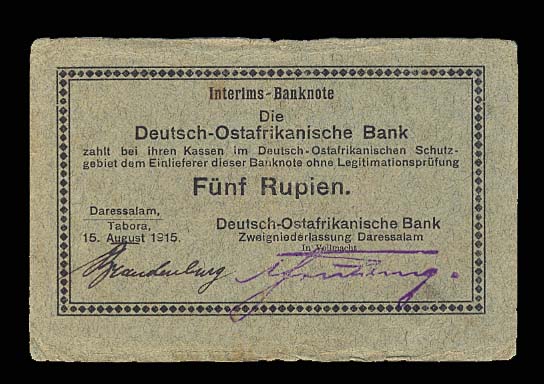 Interims-Banknote
Die
Deutsch-Ostafrikanische Bank
zahlt bei ihren Kassen im Deutsch-Ostafrikanischen Schutz-
gebiet dem Einlieferer dieser Banknote ohne Legitimationsprüfung
Fünf Rupien.
Daressalam,
Tabora,
15. August 1915.
Deutsch-Ostafrikanische Bank
Zweigniederlassung Daressalam
In Vollmacht
Brandenburg